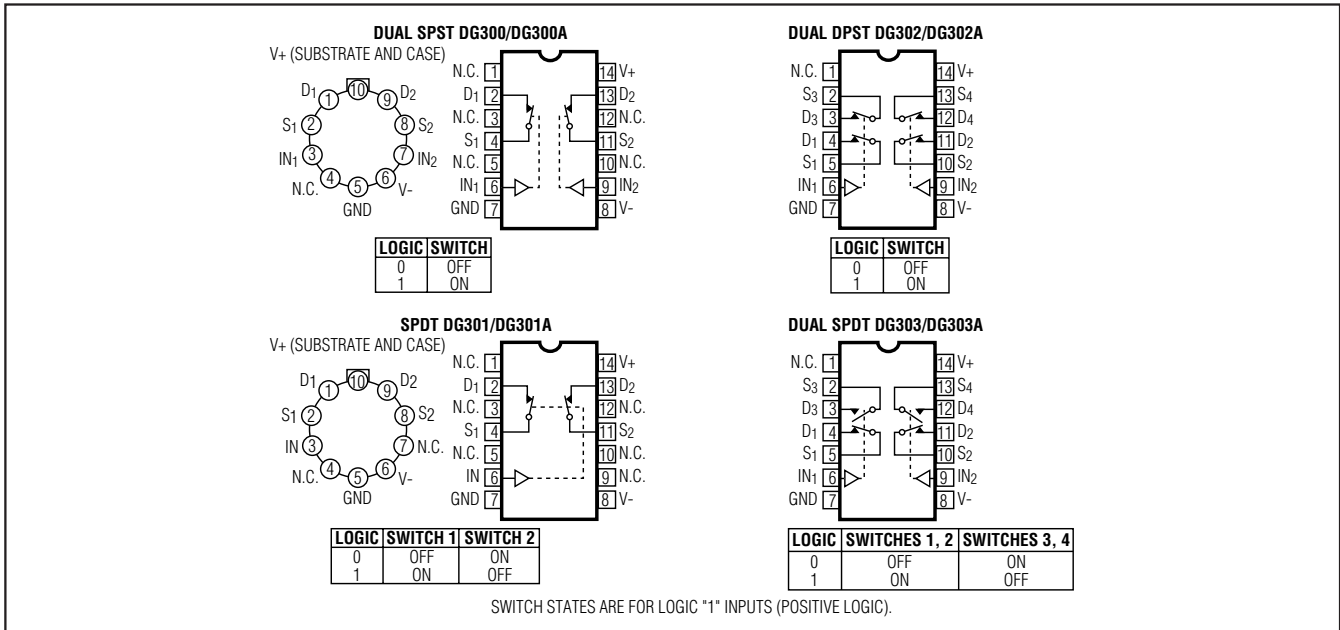 DUAL SPST DG300/DG300A
V+ (SUBSTRATE AND CASE)
D1 1
10
9 D2
S1 2
8 S2
IN1 3
7 IN2
N.C. 4
5
6 V-
GND
N.C. 1
14 V+
D1 2
13 D2
N.C. 3
12 N.C.
S1 4
11 S2
N.C. 5
10 N.C.
IN1 6
9 IN2
GND 7
8 V-
LOGIC SWITCH
0 OFF
1 ON
DUAL DPST DG302/DG302A
N.C. 1
14 V+
S3 2
13 S4
D3 3
12 D4
D1 4
11 D2
S1 5
10 S2
IN1 6
9 IN2
GND 7
8 V-
LOGIC SWITCH
0 OFF
1 ON
SPDT DG301/DG301A
V+ (SUBSTRATE AND CASE)
D1 1
10
9 D2
S1 2
8 S2
IN 3
7 N.C.
N.C. 4
5
6 V-
GND
N.C. 1
14 V+
D1 2
13 D2
N.C. 3
12 N.C.
S1 4
11 S2
N.C. 5
10 N.C.
IN 6
9 N.C.
GND 7
8 V-
LOGIC SWITCH 1 SWITCH 2
0 OFF ON
1 ON OFF
DUAL SPDT DG303/DG303A
N.C. 1
14 V+
S3 2
13 S4
D3 3
12 D4
D1 4
11 D2
S1 5
10 S2
IN1 6
9 IN2
GND 7
8 V-
LOGIC SWITCHES 1, 2 SWITCHES 3, 4
0 OFF ON
1 ON OFF
SWITCH STATES ARE FOR LOGIC "1" INPUTS (POSITIVE LOGIC).